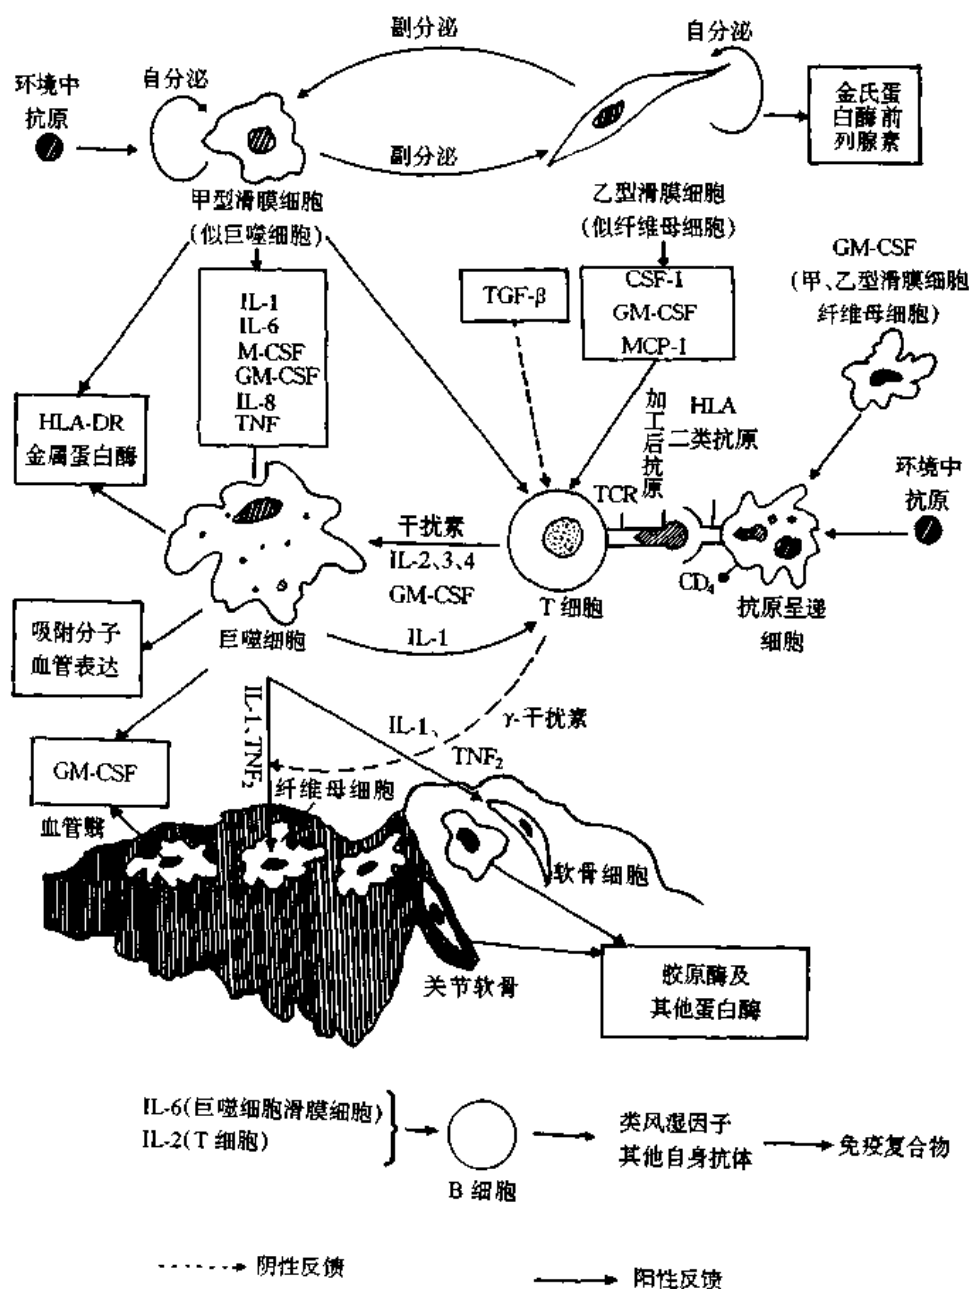 副分泌
自分泌
自分泌
环境中
抗原
金氏蛋
白酶前
列腺素
副分泌
甲型滑膜细胞
(似巨噬细胞)
乙型滑膜细胞
(似纤维母细胞)
GM-CSF
(甲、乙型滑膜细胞
纤维母细胞)
IL-1
IL-6
M-CSF
GM-CSF
IL-8
TNF
TGF-β
CSF-I
GM-CSF
MCP-I
HLA-DR
金属蛋白酶
加工后抗原
HLA
二类抗原
TCR
环境中
抗原
干扰素
IL-2、3、4
GM-CSF
T 细胞
CD4
抗原呈递
细胞
吸附分子
血管表达
巨噬细胞
IL-1
IL-1、TNF2
IL-1、
TNF2
γ-干扰素
GM-CSF
纤维母细胞
血管翳
软骨细胞
关节软骨
胶原酶及
其他蛋白酶
IL-6(巨噬细胞滑膜细胞)
IL-2(T 细胞)
B 细胞
类风湿因子
其他自身抗体
免疫复合物
阴性反馈
阳性反馈